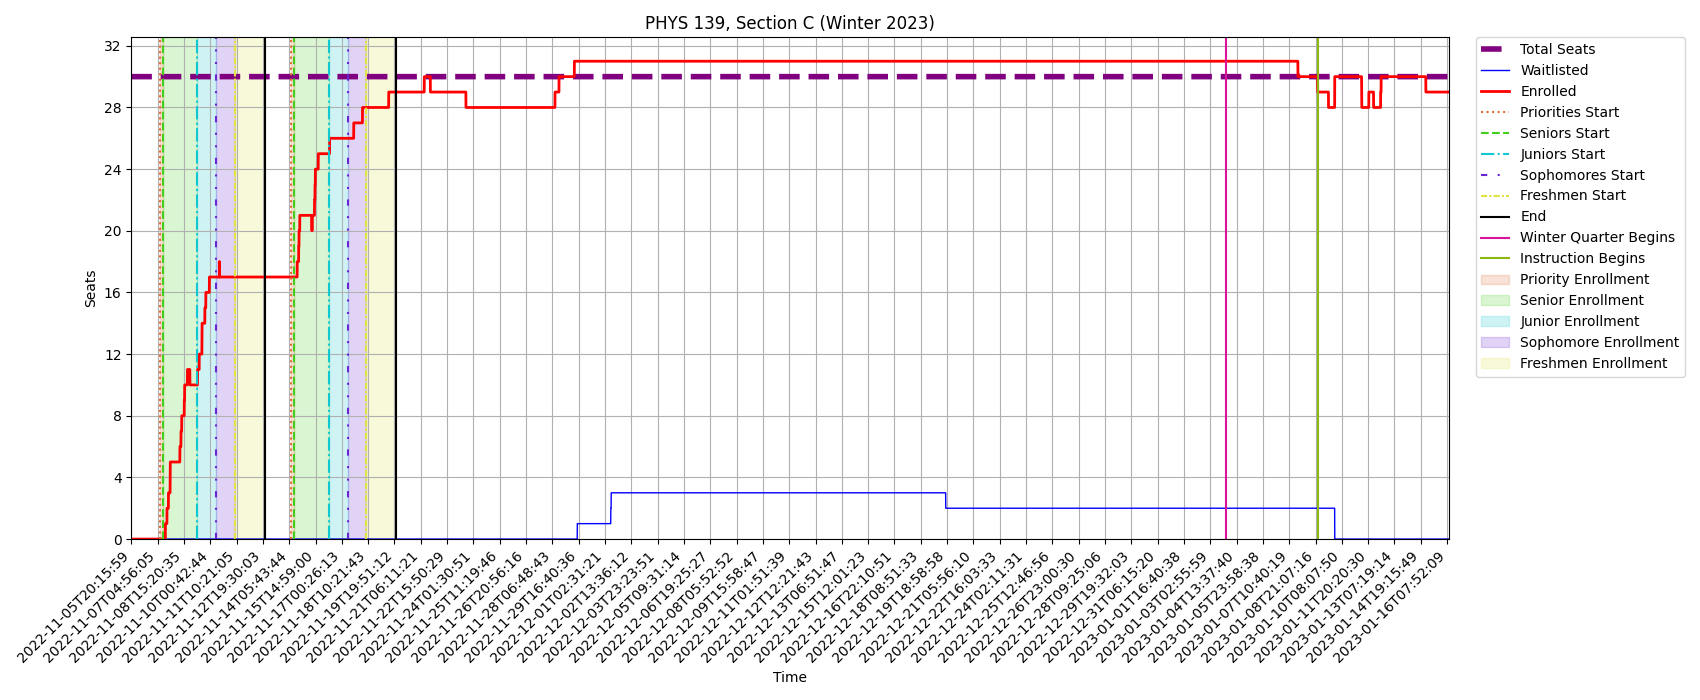 PHYS 139, Section C (Winter 2023)
Seats
32
28
24
20
16
12
8
4
0
2022-11-05T20:15:59
2022-11-07T04:56:05
2022-11-08T15:20:35
2022-11-10T00:42:44
2022-11-11T10:21:05
2022-11-12T19:30:03
2022-11-14T05:43:44
2022-11-15T14:59:00
2022-11-17T00:26:13
2022-11-18T10:21:43
2022-11-19T19:51:12
2022-11-21T06:11:21
2022-11-22T15:50:29
2022-11-24T01:30:51
2022-11-25T11:19:46
2022-11-26T20:56:16
2022-11-28T06:48:43
2022-11-29T16:40:36
2022-12-01T02:31:21
2022-12-02T13:36:12
2022-12-03T23:23:51
2022-12-05T09:31:14
2022-12-06T19:25:27
2022-12-08T05:52:52
2022-12-09T15:58:47
2022-12-11T01:51:39
2022-12-12T12:21:43
2022-12-13T06:51:47
2022-12-15T12:01:23
2022-12-16T22:10:51
2022-12-18T08:51:33
2022-12-19T18:58:58
2022-12-21T05:56:10
2022-12-22T16:03:33
2022-12-24T02:11:31
2022-12-25T12:46:56
2022-12-26T23:00:30
2022-12-28T09:25:06
2022-12-29T19:32:03
2022-12-31T06:15:20
2023-01-01T16:40:38
2023-01-03T02:55:59
2023-01-04T13:37:40
2023-01-05T23:58:38
2023-01-07T10:40:19
2023-01-08T21:07:16
2023-01-10T08:07:50
2023-01-11T20:20:30
2023-01-13T07:19:14
2023-01-14T19:15:49
2023-01-16T07:52:09
Time
Total Seats
Waitlisted
Enrolled
Priorities Start
Seniors Start
Juniors Start
Sophomores Start
Freshmen Start
End
Winter Quarter Begins
Instruction Begins
Priority Enrollment
Senior Enrollment
Junior Enrollment
Sophomore Enrollment
Freshmen Enrollment